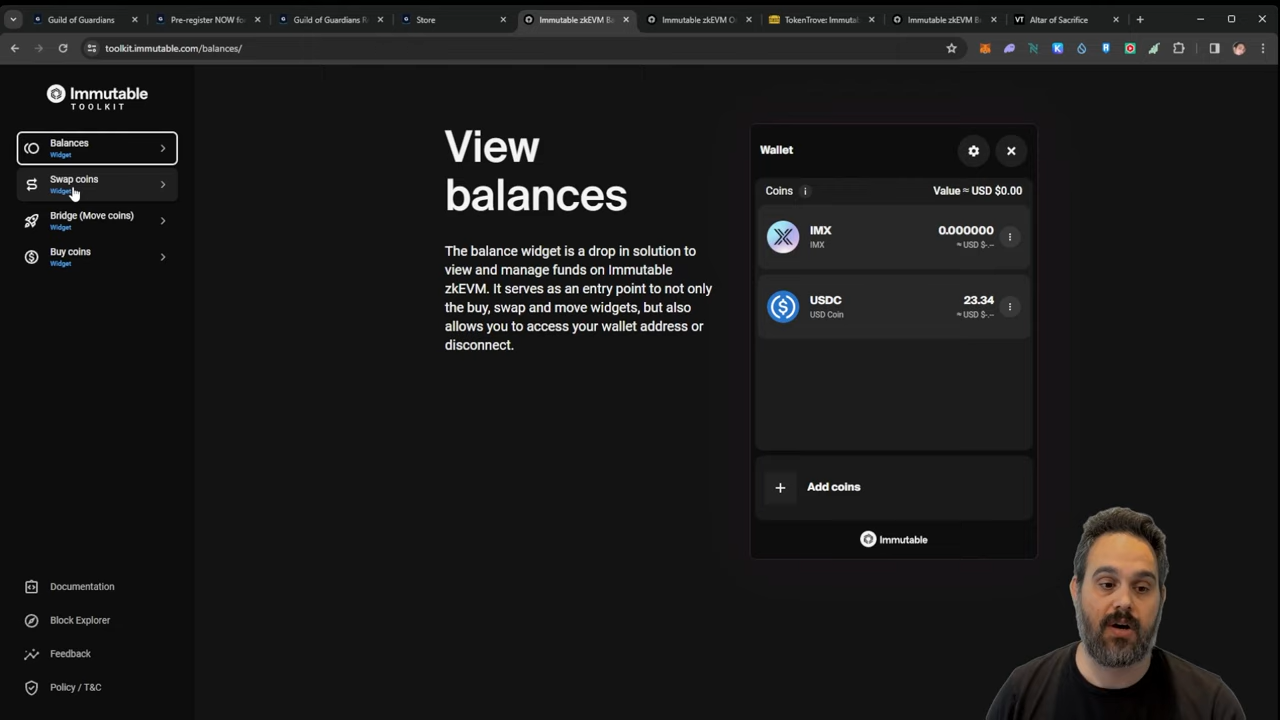 Guild of Guardians
Pre-register NOW fo
Guild of Guardians R
Store
Immutable zkEVM Ba
Immutable zkEVM O
TokenTrove: Immutal
Immutable zkEVM B
Altar of Sacrifice
toolkit.immutable.com/balances/
Immutable
TOOLKIT
Balances
Widget
Swap coins
Widget
Bridge (Move coins)
Widget
Buy coins
Widget
Documentation
Block Explorer
Feedback
Policy / T&C
View
balances
The balance widget is a drop in solution to
view and manage funds on Immutable
zkEVM. It serves as an entry point to not only
the buy, swap and move widgets, but also
allows you to access your wallet address or
disconnect.
Wallet
Coins
Value ≈ USD $0.00
IMX
0.000000
IMX
≈ USD $-.--
USDC
23.34
USD Coin
≈ USD $-.--
+ Add coins
Immutable